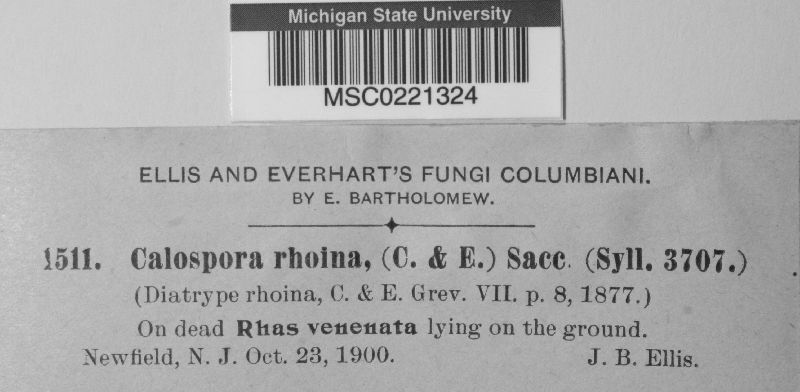 Michigan State University
MSC0221324
ELLIS AND EVERHART'S FUNGI COLUMBIANI.
BY E. BARTHOLOMEW.
1511. Calospora rhoina, (C. & E.) Sacc. (Syll. 3707.)
(Diatrype rhoina, C. & E. Grev. VII. p. 8, 1877.)
On dead Rhas venenata lying on the ground.
Newfield, N. J. Oct. 23, 1900. J. B. Ellis.